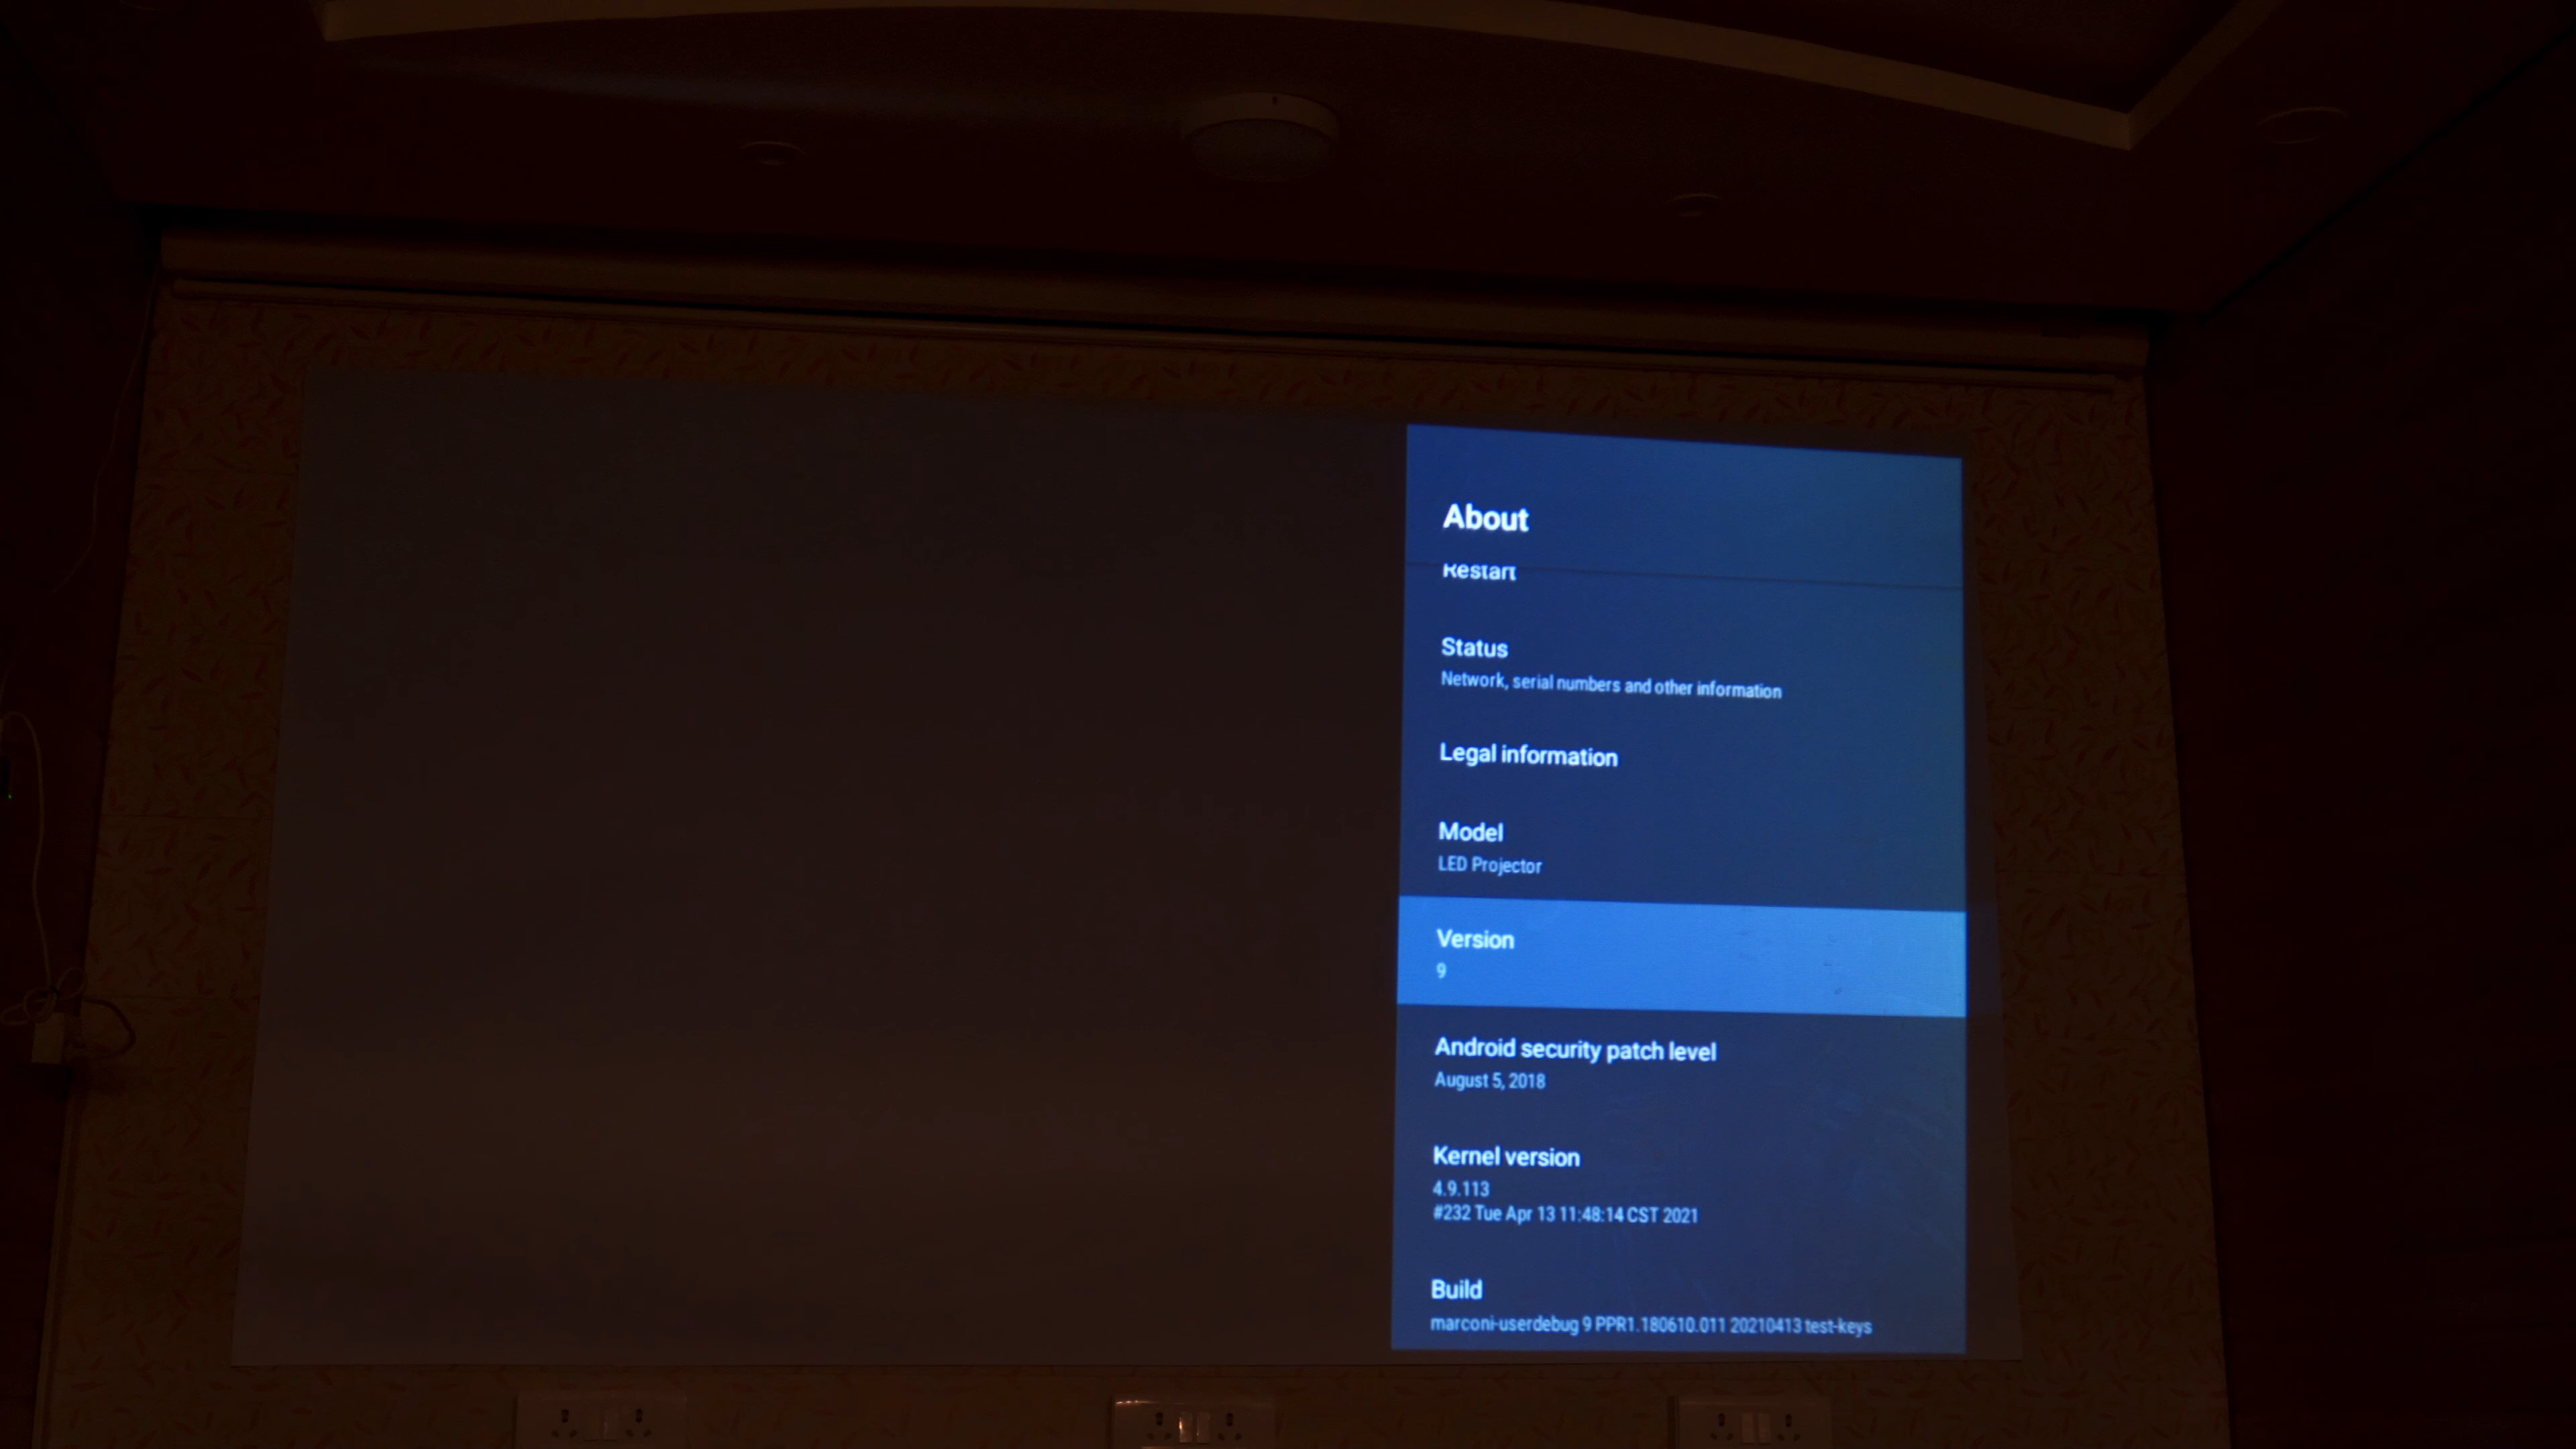 About
Restart
Status
Network, serial numbers and other information
Legal information
Model
LED Projector
Version
9
Android security patch level
August 5, 2018
Kernel version
4.9.113
#232 Tue Apr 13 11:48:14 CST 2021
Build
marconi-userdebug 9 PPR1.180610.011 20210413 test-keys